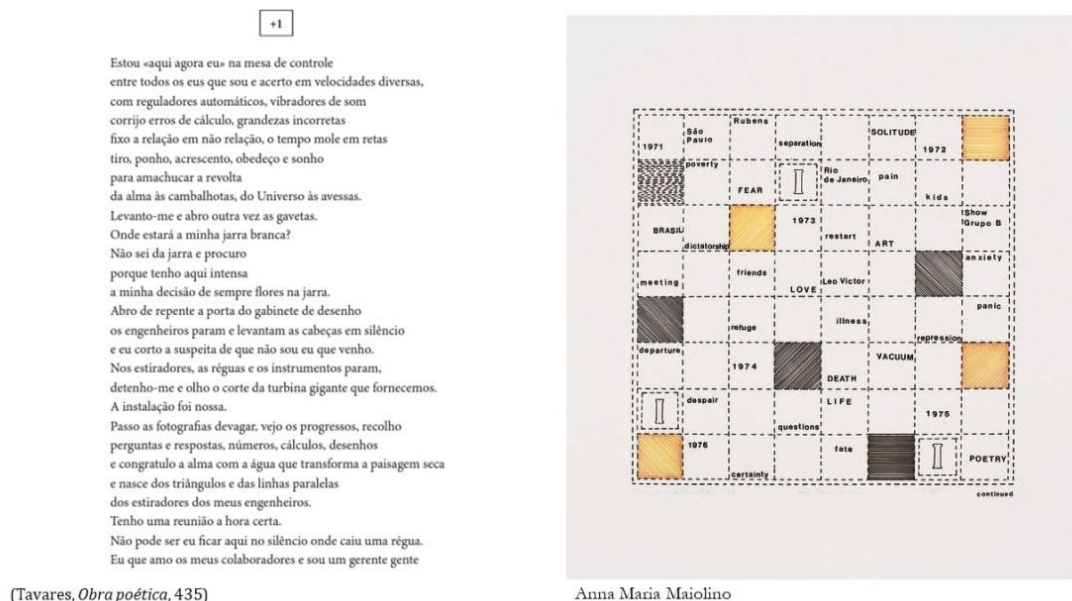 +1
Estou «aqui agora eu» na mesa de controle
entre todos os eus que sou e acerto em velocidades diversas,
com reguladores automáticos, vibradores de som
corrijo erros de cálculo, grandezas incorretas
fixo a relação em não relação, o tempo mole em retas
tiro, ponho, acrescento, obedeço e sonho
para amachucar a revolta
da alma às cambalhotas, do Universo às avessas.
Levanto-me e abro outra vez as gavetas.
Onde estará a minha jarra branca?
Não sei da jarra e procuro
porque tenho aqui intensa
a minha decisão de sempre flores na jarra.
Abro de repente a porta do gabinete de desenho
os engenheiros param e levantam as cabeças em silêncio
e eu corto a suspeita de que não sou eu que venho.
Nos estiradores, as réguas e os instrumentos param,
detenho-me e olho o corte da turbina gigante que fornecemos.
A instalação foi nossa.
Passo as fotografias devagar, vejo os progressos, recolho
perguntas e respostas, números, cálculos, desenhos
e congratulo a alma com a água que transforma a paisagem seca
e nasce dos triângulos e das linhas paralelas
dos estiradores dos meus engenheiros.
Tenho uma reunião a hora certa.
Não pode ser eu ficar aqui no silêncio onde caiu uma régua.
Eu que amo os meus colaboradores e sou um gerente gente
(Tavares, Obra poética, 435)
1971
São
Paulo
Rubens
separation
SOLITUDE
1972
poverty
FEAR
I
Rio
de Janeiro
pain
kids
BRASIL
dictatorship
1973
restart
ART
Show
Grupo B
meeting
friends
LOVE
Leo Victor
anxiety
refuge
illness
repression
panic
departure
1974
DEATH
VACUUM
I
despair
questions
LIFE
1975
1976
certainty
fate
I
POETRY
continued
Anna Maria Maiolino